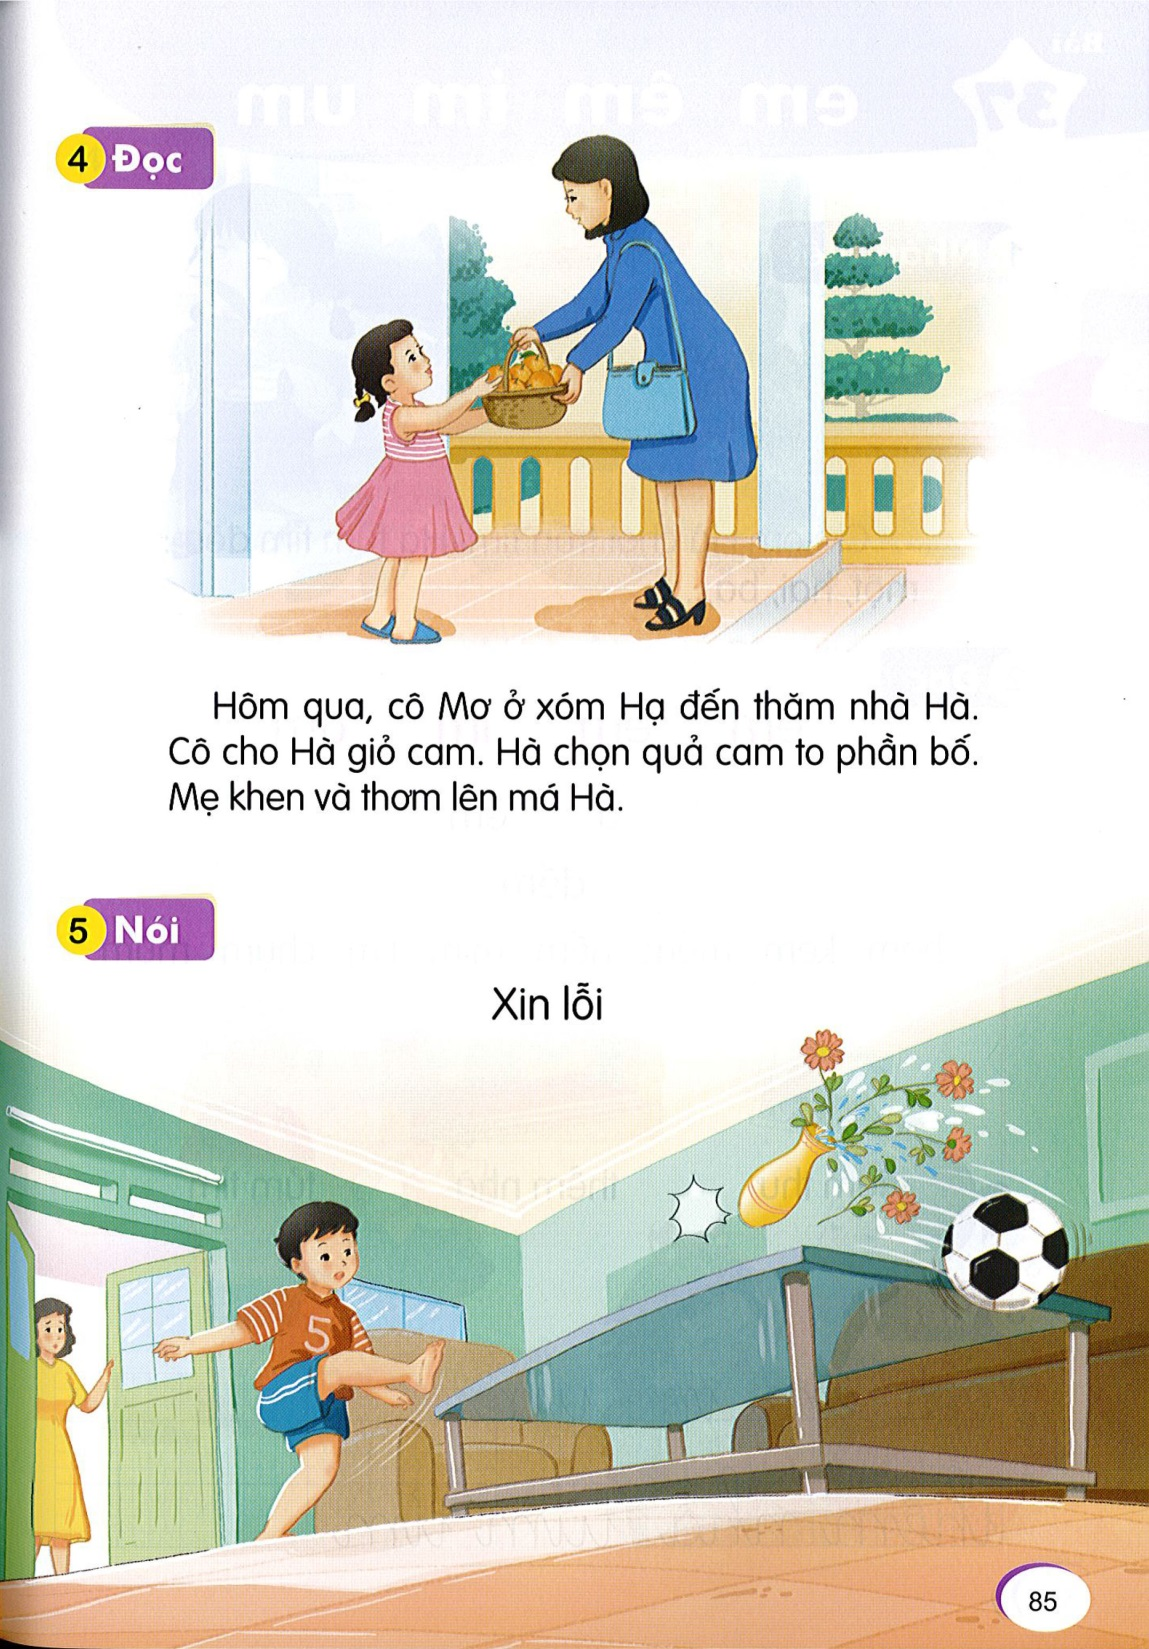 4 Đọc
Hôm qua, cô Mơ ở xóm Hạ đến thăm nhà Hà.
Cô cho Hà giỏ cam. Hà chọn quả cam to phần bố.
Mẹ khen và thơm lên má Hà.
5 Nói
Xin lỗi
5
85